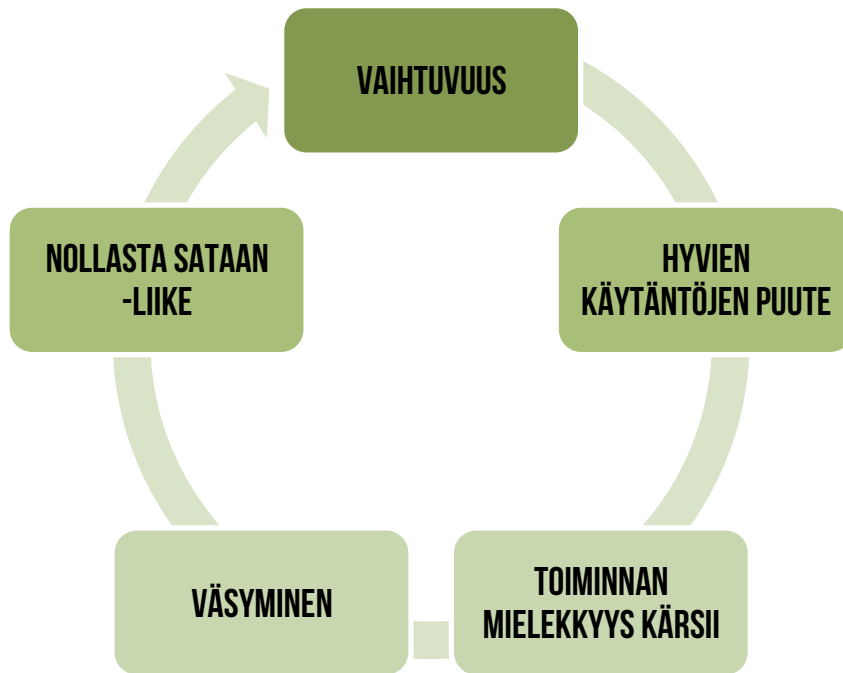 VAIHTUVUUS
HYVIEN
KÄYTÄNTÖJEN PUUTE
TOIMINNAN
MIELEKKYYS KÄRSII
VÄSYMINEN
NOLLASTA SATAAN
-LIIKE